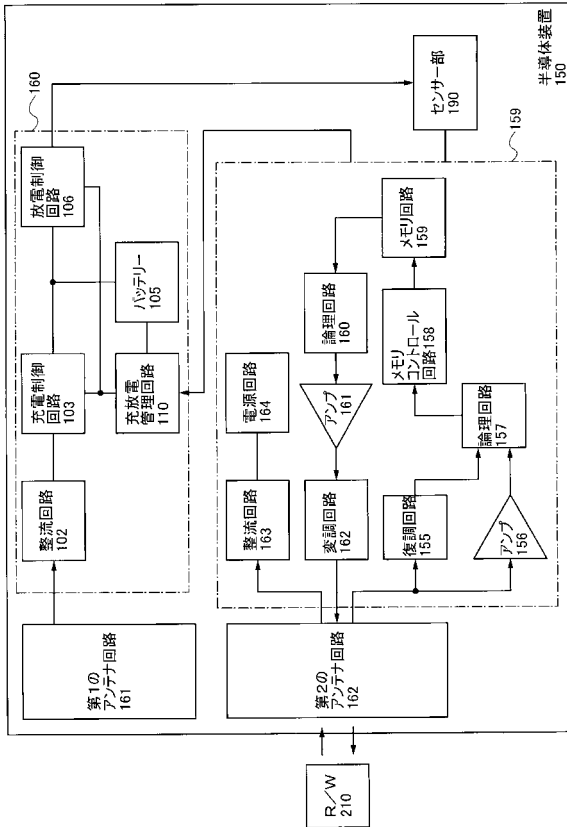 半導体装置
150
160
放電制御
回路
106
充電制御
回路
103
整流回路
102
バッテリー
105
充放電
管理回路
110
第1の
アンテナ回路
161
センサー部
190
159
メモリ回路
159
論理回路
160
アンプ
161
変調回路
162
電源回路
164
整流回路
163
メモリ
コントロール
回路158
論理回路
157
復調回路
155
アンプ
156
第2の
アンテナ回路
162
R/W
210